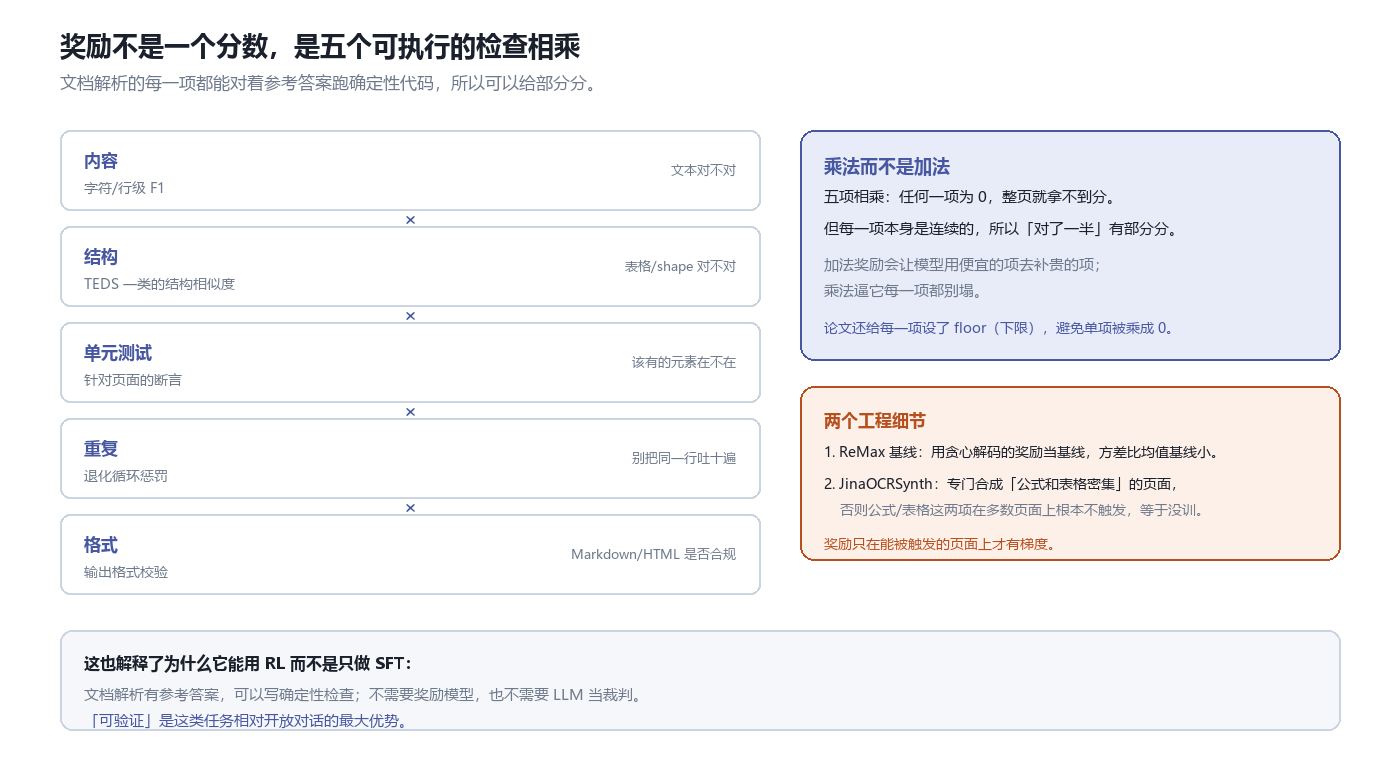 奖励不是一个分数，是五个可执行的检查相乘
文档解析的每一项都能对着参考答案跑确定性代码，所以可以给部分分。
内容
字符/行级 F1
文本对不对
×
结构
TEDS 一类的结构相似度
表格/shape 对不对
×
单元测试
针对页面的断言
该有的元素在不在
×
重复
退化循环惩罚
别把同一行吐十遍
×
格式
输出格式校验
Markdown/HTML 是否合规
乘法而不是加法
五项相乘：任何一项为 0，整页就拿不到分。
但每一项本身是连续的，所以「对了一半」有部分分。
加法奖励会让模型用便宜的项去补贵的项；
乘法逼它每一项都别塌。
论文还给每一项设了 floor（下限），避免单项被乘成 0。
两个工程细节
1. ReMax 基线：用贪心解码的奖励当基线，方差比均值基线小。
2. JinaOCRSynth：专门合成「公式和表格密集」的页面，
否则公式/表格这两项在多数页面上根本不触发，等于没训。
奖励只在能被触发的页面上才有梯度。
这也解释了为什么它能用 RL 而不是只做 SFT：
文档解析有参考答案，可以写确定性检查；不需要奖励模型，也不需要 LLM 当裁判。
「可验证」是这类任务相对开放对话的最大优势。